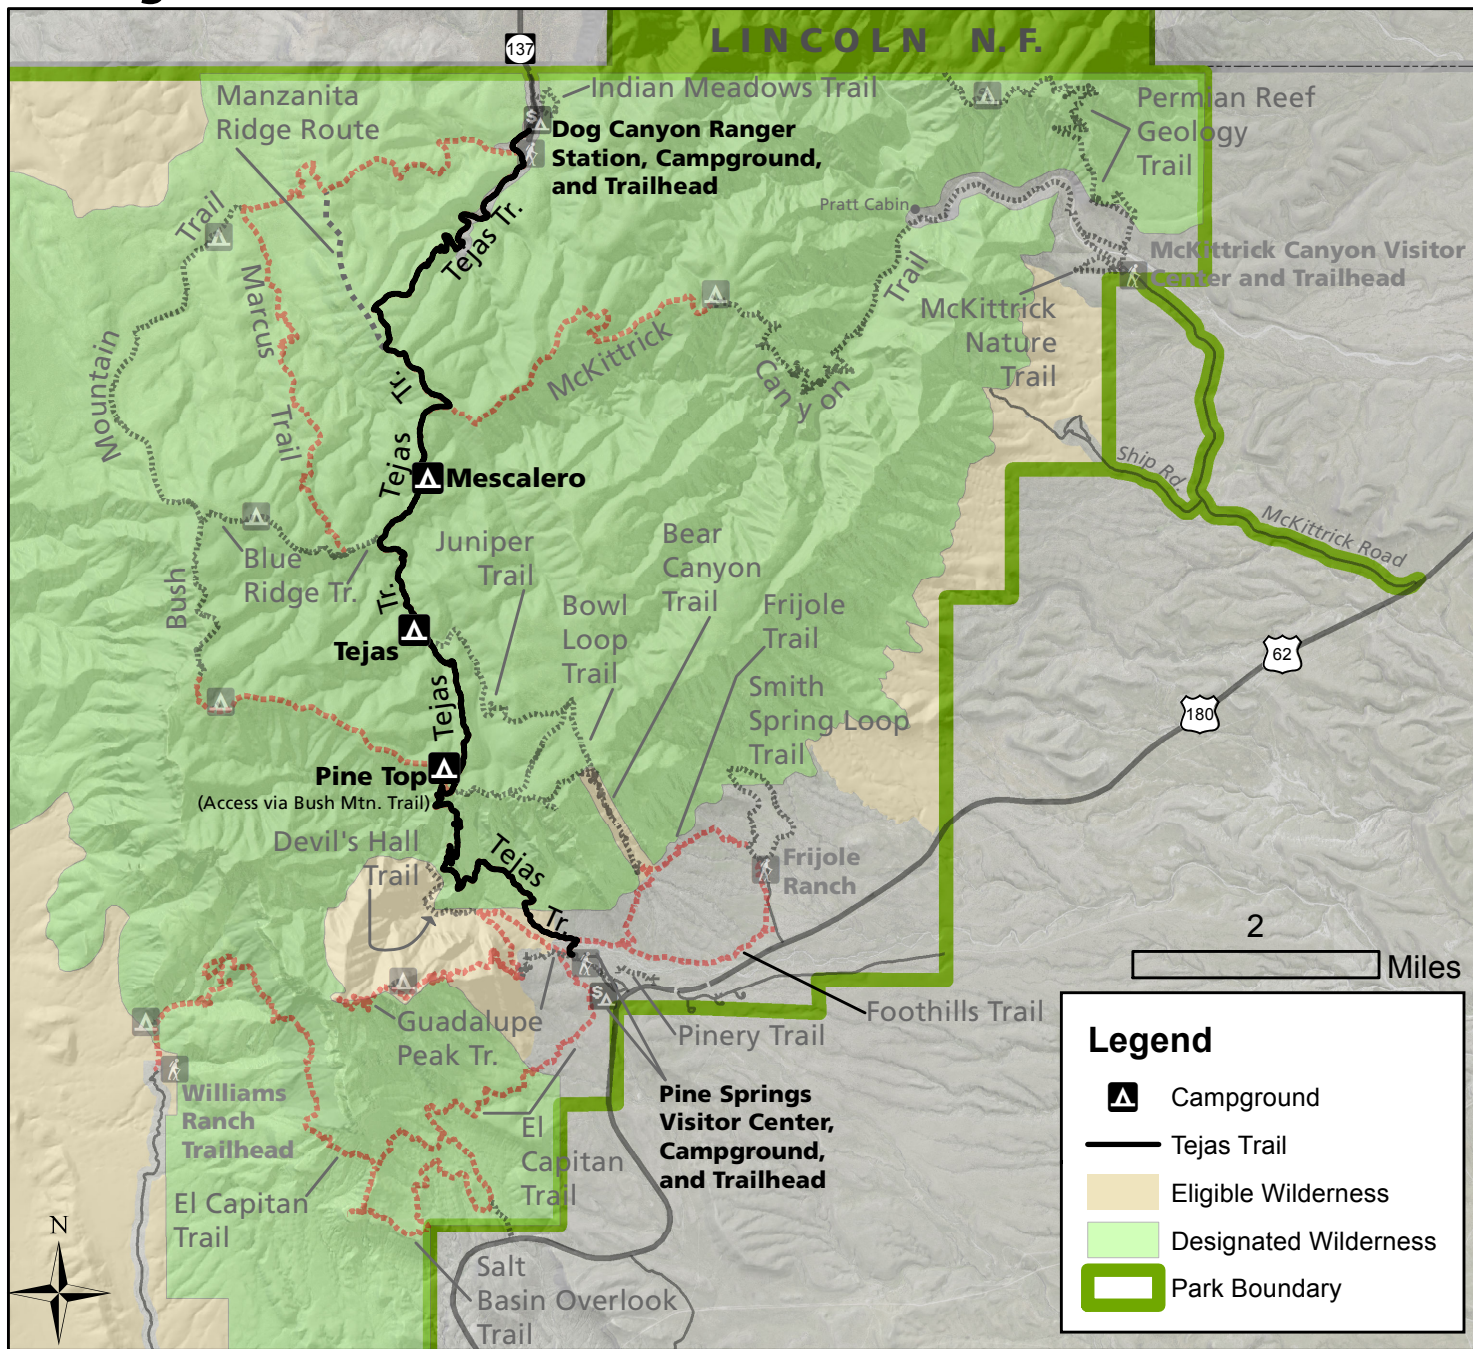 LINCOLN N.F.
137
Indian Meadows Trail
Manzanita
Ridge Route
Permian Reef
Geology
Trail
Dog Canyon Ranger
Station, Campground,
and Trailhead
Pratt Cabin
Trail
Tejas Tr.
Marcus
Trail
McKittrick Canyon Visitor
Center and Trailhead
Trail
McKittrick
Nature
Trail
McKittrick
Canyon
Mountain
Tr.
Tejas
Mescalero
Ship Rd.
McKittrick Road
Juniper
Trail
Bear
Canyon
Trail
Blue
Ridge Tr.
Bush
Tr.
Bowl
Loop
Trail
Frijole
Trail
Tejas
62
Smith
Spring Loop
Trail
180
Tejas
Pine Top
(Access via Bush Mtn. Trail)
Devil's Hall
Trail
Tejas
Tr.
Frijole
Ranch
2
Miles
Foothills Trail
Guadalupe
Peak Tr.
Pinery Trail
Williams
Ranch
Trailhead
Pine Springs
Visitor Center,
Campground,
and Trailhead
El
Capitan
Trail
El Capitan
Trail
N
Salt
Basin Overlook
Trail
Legend
Campground
Tejas Trail
Eligible Wilderness
Designated Wilderness
Park Boundary